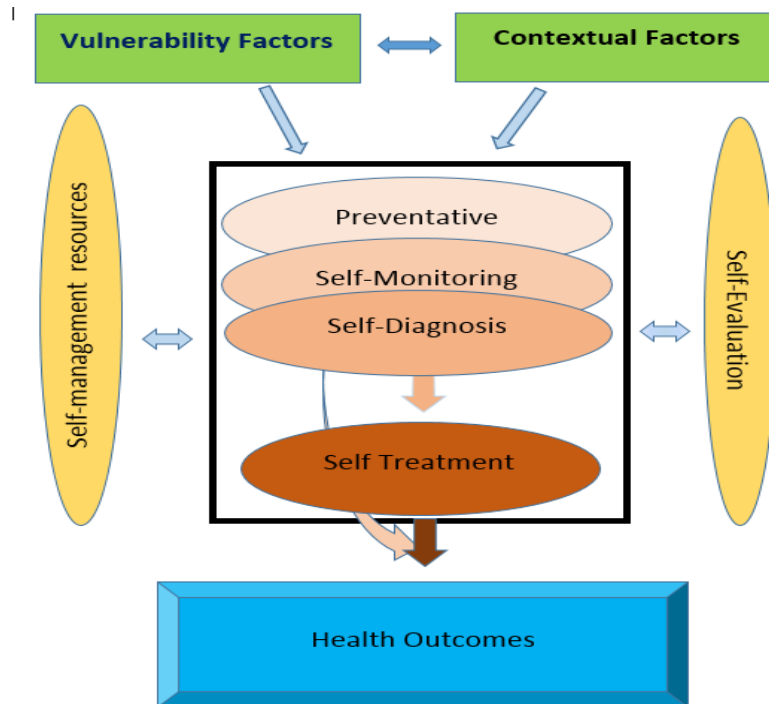 Vulnerability Factors
Contextual Factors
Self-management resources
Preventative
Self-Monitoring
Self-Diagnosis
Self Treatment
Self-Evaluation
Health Outcomes